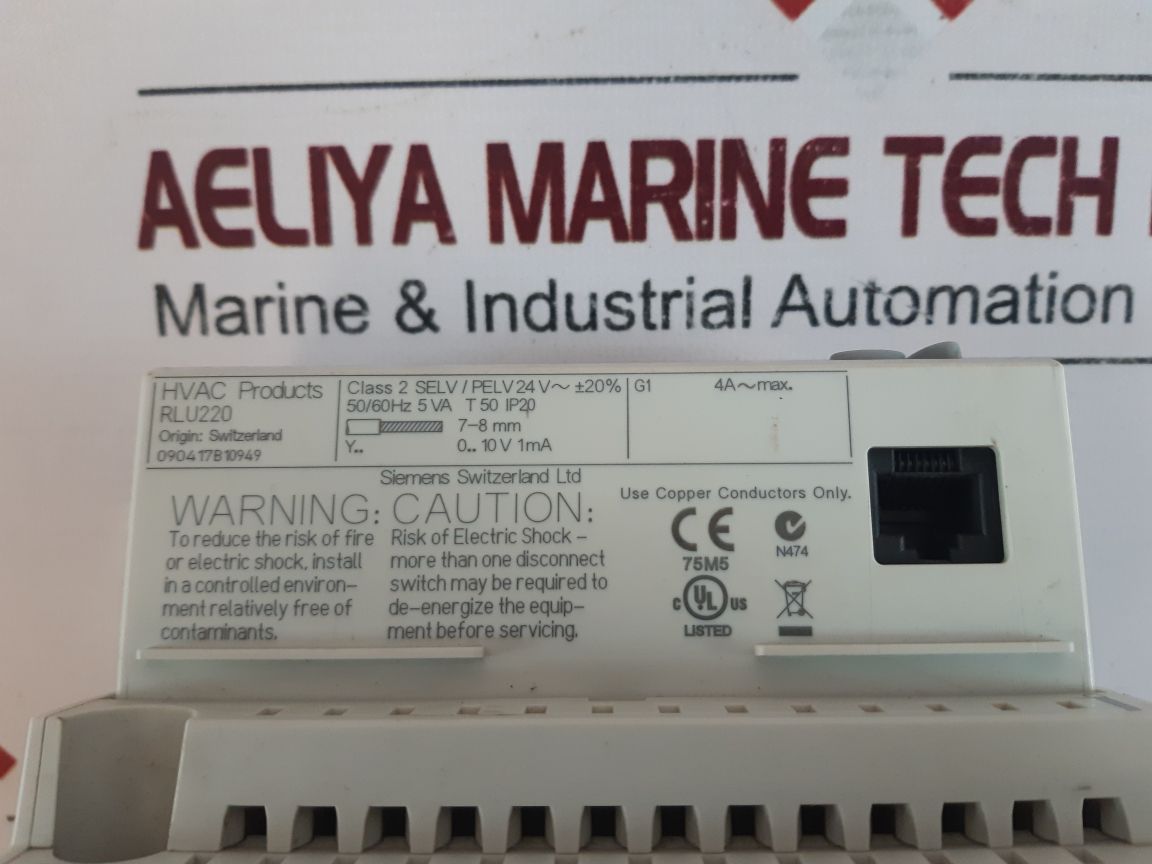 AELIYA MARINE TECH
Marine & Industrial Automation
HVAC Products
RLU220
Origin: Switzerland
090417B10949
Class 2 SELV / PELV 24 V~ ±20%
50/60Hz 5 VA T 50 IP20
7-8 mm
Y.. 0.. 10 V 1mA
G1 4A~max.
Siemens Switzerland Ltd
Use Copper Conductors Only.
WARNING:
To reduce the risk of fire
or electric shock, install
in a controlled environ-
ment relatively free of
contaminants.
CAUTION:
Risk of Electric Shock -
more than one disconnect
switch may be required to
de-energize the equip-
ment before servicing.
CE
75M5
N474
C UL US
LISTED